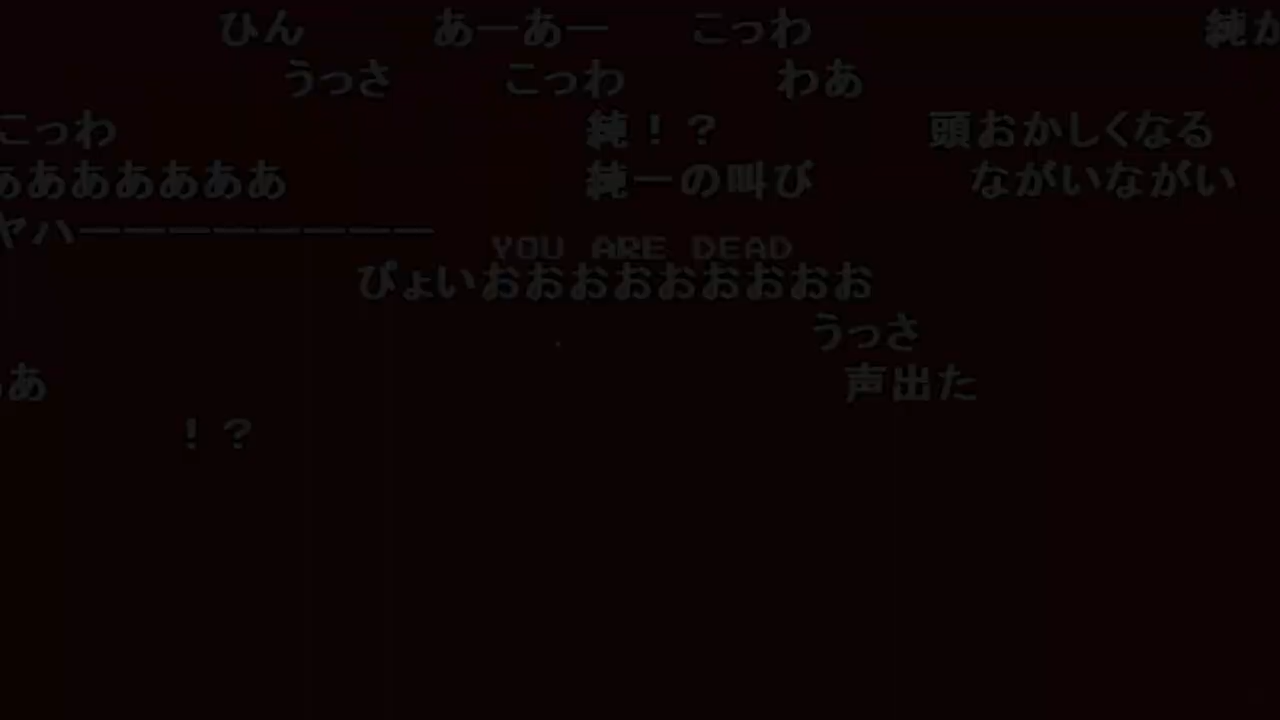 ひん あーあー こっわ 純か
うっさ こっわ わあ
こっわ 純！？ 頭おかしくなる
ああああああああ 純一の叫び ながいながい
ヤハーーーーーーーー
YOU ARE DEAD
ぴょいおおおおおおおおお
うっさ
ああ 声出た
！？